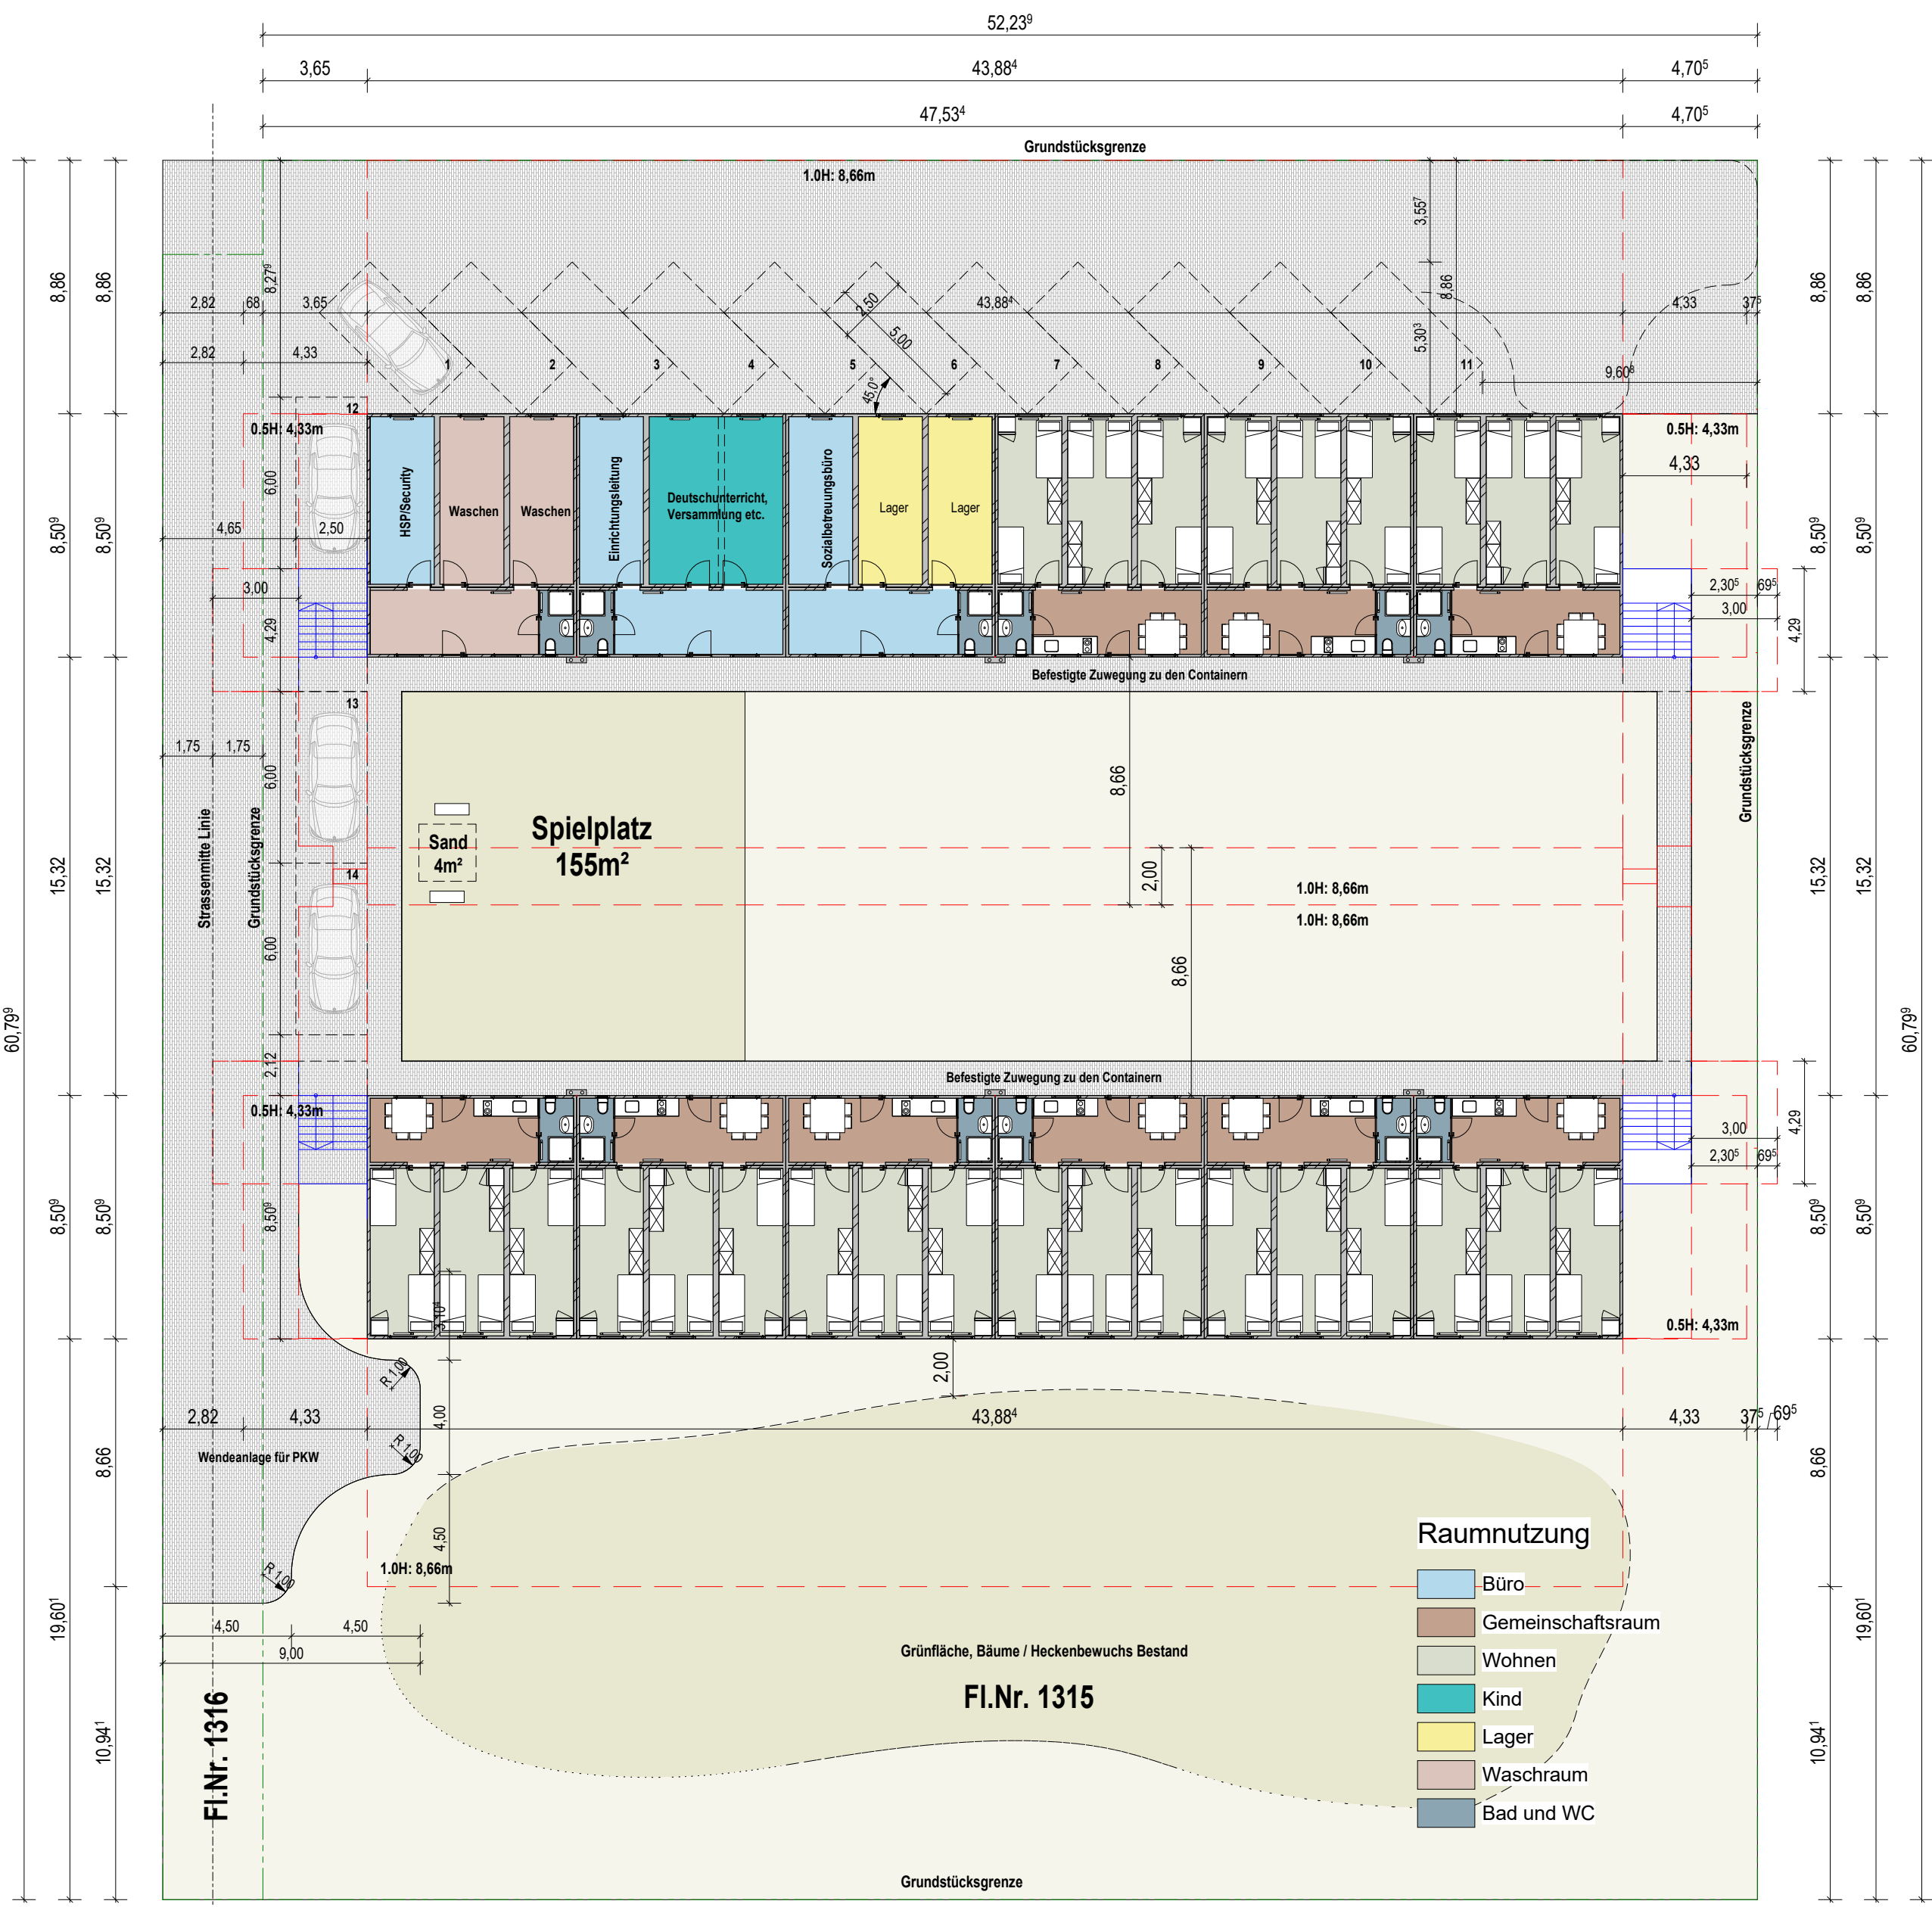 52,23⁹
3,65
43,88⁴
4,70⁵
47,53⁴
4,70⁵
Grundstücksgrenze
1.0H: 8,66m
3,55⁷
8,86
8,86
8,27⁹
8,86
8,86
8,86
2,82
68
3,65
2,50
43,88⁴
4,33
37⁵
5,00
5,30³
2,82
4,33
1
2
3
4
5
6
7
8
9
10
11
45.0°
9,60⁸
12
0.5H: 4,33m
0.5H: 4,33m
4,33
6,00
HSP/Security
Waschen
Waschen
Einrichtungsleitung
Deutschunterricht,
Versammlung etc.
Sozialbetreuungsbüro
Lager
Lager
8,50⁹
8,50⁹
4,65
2,50
8,50⁹
8,50⁹
3,00
2,30⁵
69⁵
3,00
4,29
4,29
Befestigte Zuwegung zu den Containern
13
1,75
1,75
6,00
8,66
Grundstücksgrenze
Strassenmitte Linie
Grundstücksgrenze
Spielplatz
155m²
Sand
4m²
14
15,32
15,32
2,00
1.0H: 8,66m
1.0H: 8,66m
15,32
15,32
6,00
8,66
60,79⁹
60,79⁹
2,12
Befestigte Zuwegung zu den Containern
0.5H: 4,33m
3,00
4,29
2,30⁵
69⁵
8,50⁹
8,50⁹
8,50⁹
8,50⁹
8,50⁹
3,10⁴
0.5H: 4,33m
R 1,00
2,00
2,82
4,33
4,00
43,88⁴
4,33
37⁵
69⁵
R 1,00
Wendeanlage für PKW
8,66
8,66
4,50
1.0H: 8,66m
R 1,00
Raumnutzung
Büro
Gemeinschaftsraum
Wohnen
Kind
Lager
Waschraum
Bad und WC
19,60¹
19,60¹
4,50
4,50
9,00
Grünfläche, Bäume / Heckenbewuchs Bestand
Fl.Nr. 1315
Fl.Nr. 1316
10,94¹
10,94¹
Grundstücksgrenze